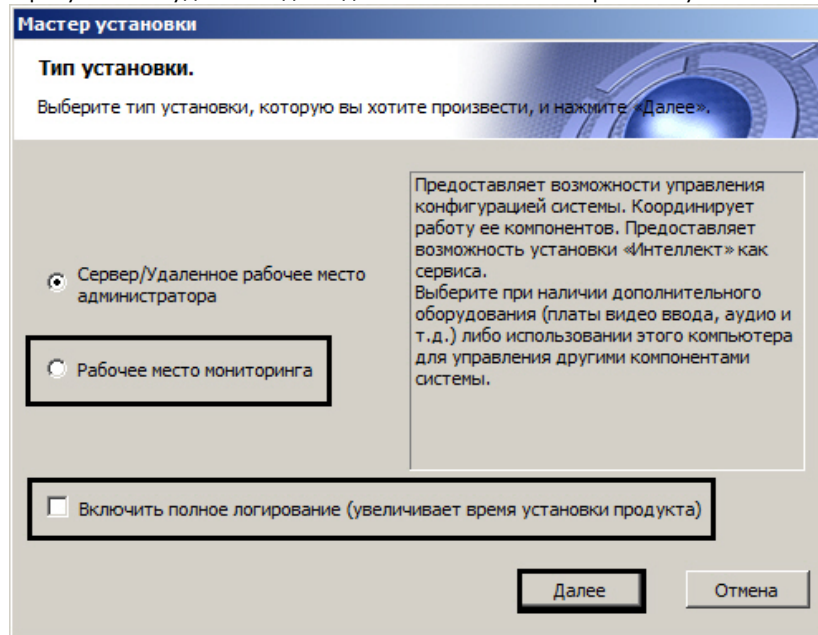 Мастер установки
Тип установки.
Выберите тип установки, которую вы хотите произвести, и нажмите «Далее».
Предоставляет возможности управления
конфигурацией системы. Координирует
работу ее компонентов. Предоставляет
возможность установки «Интеллект» как
сервиса.
Выберите при наличии дополнительного
оборудования (платы видео ввода, аудио и
т.д.) либо использовании этого компьютера
для управления другими компонентами
системы.
Сервер/Удаленное рабочее место
администратора
Рабочее место мониторинга
Включить полное логирование (увеличивает время установки продукта)
Далее
Отмена